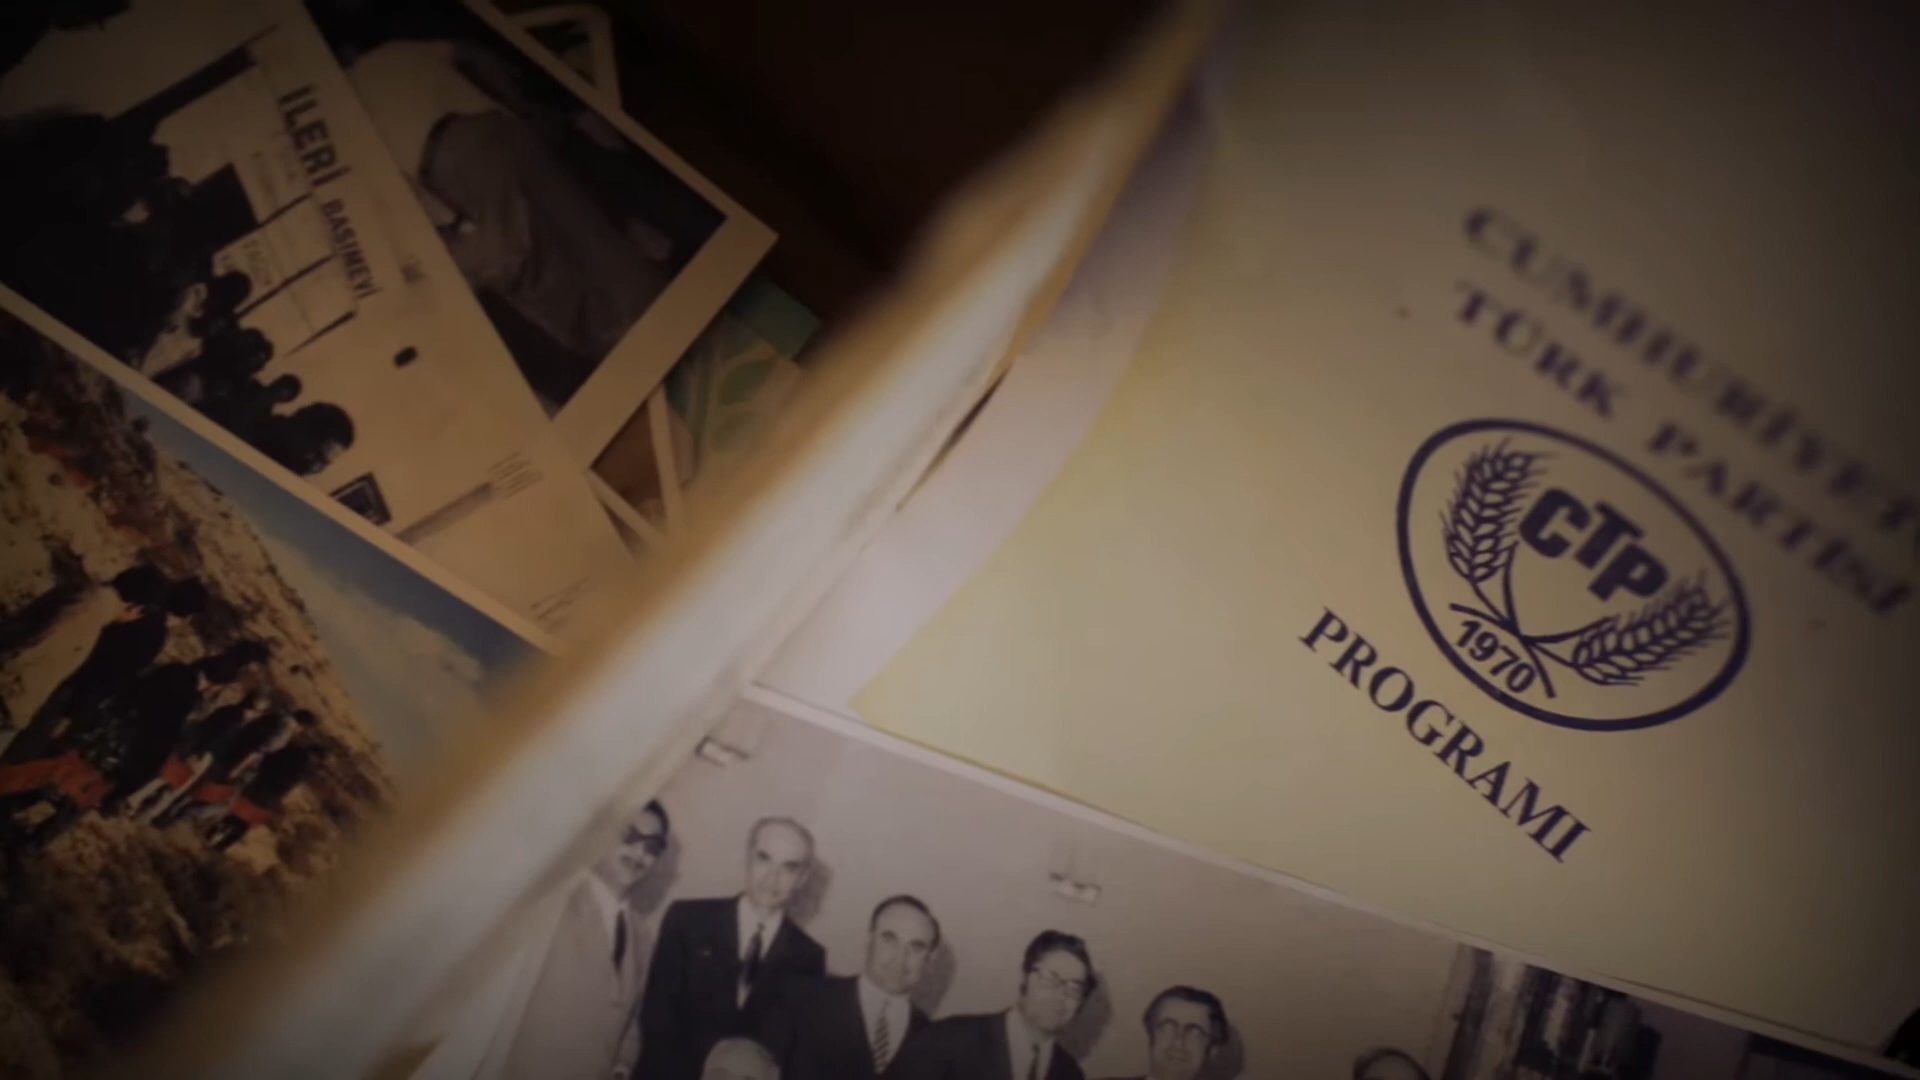 İLERİ BASIMEVİ
CUMHURİYETÇİ
TÜRK PARTİSİ
CTP
1970
PROGRAMI